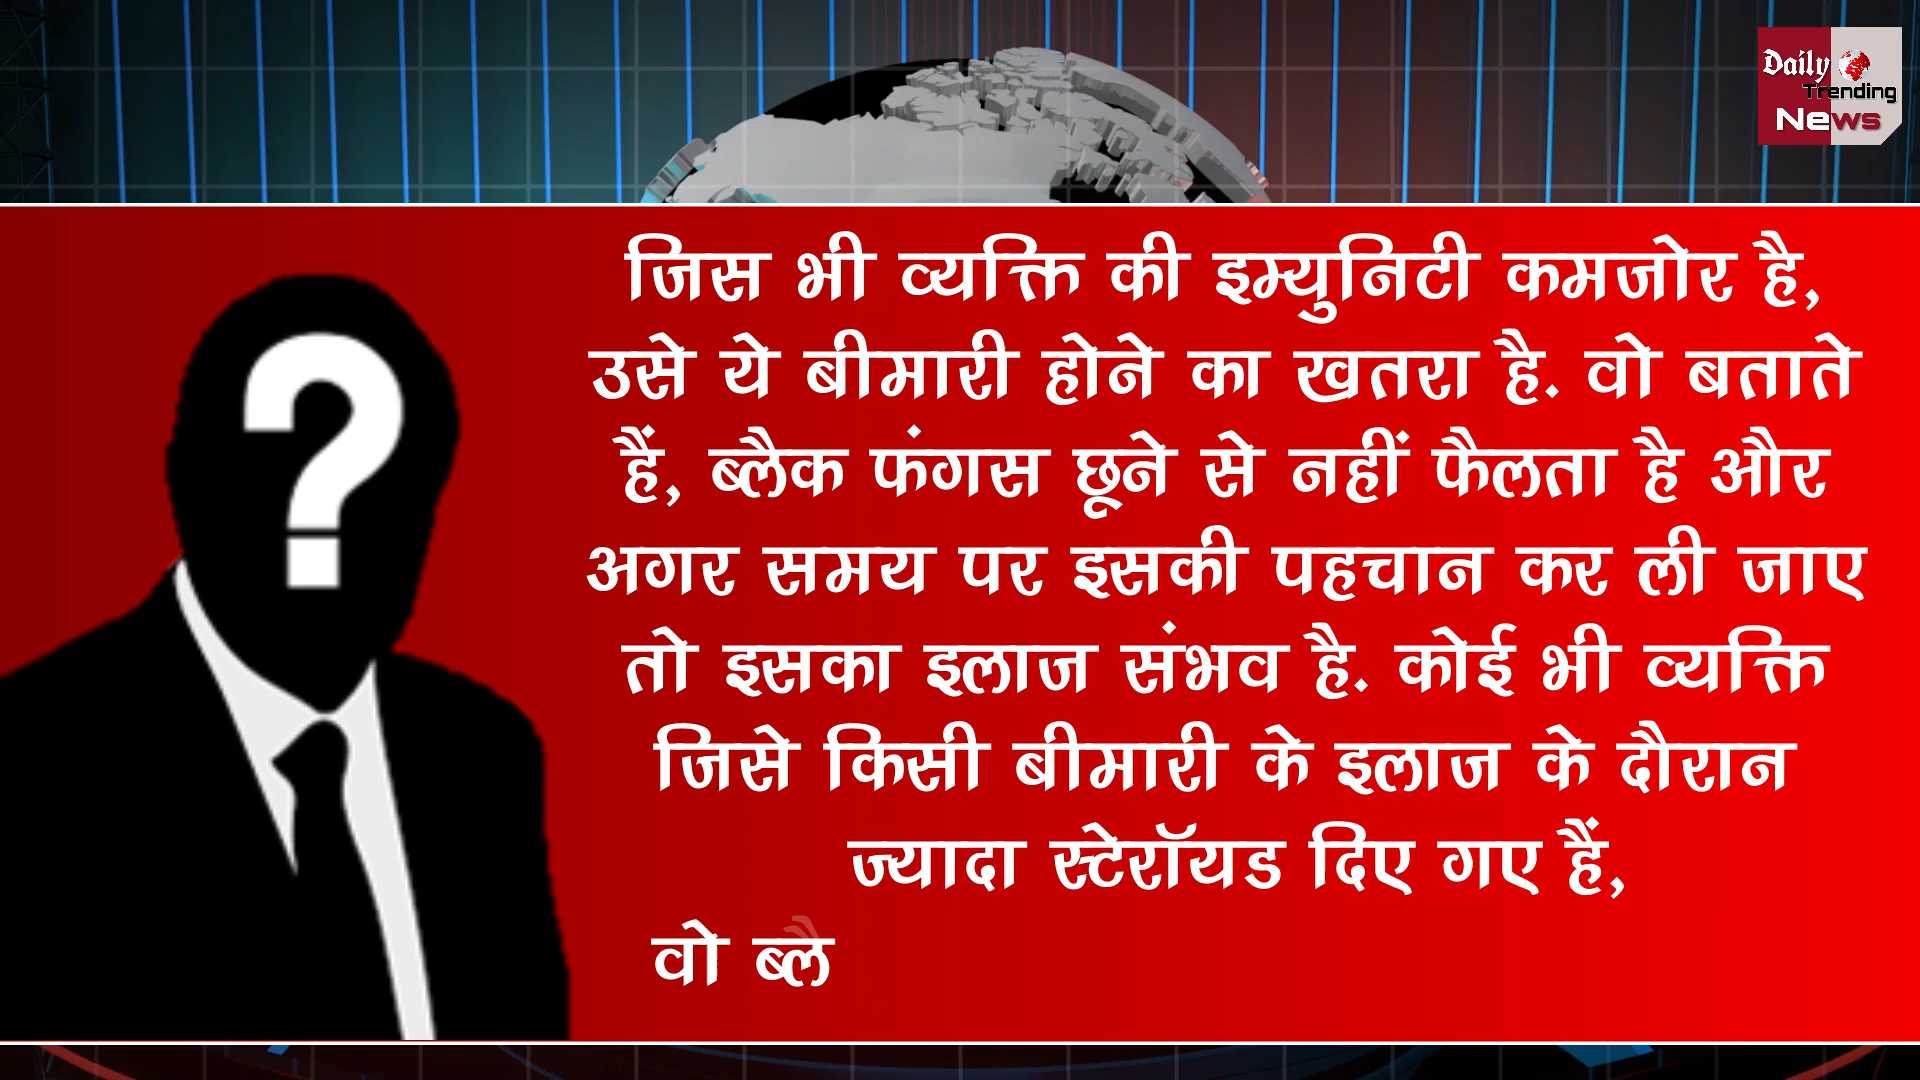 Daily
Trending
News
?
जिस भी व्यक्ति की इम्युनिटी कमजोर है,
उसे ये बीमारी होने का खतरा है. वो बताते
हैं, ब्लैक फंगस छूने से नहीं फैलता है और
अगर समय पर इसकी पहचान कर ली जाए
तो इसका इलाज संभव है. कोई भी व्यक्ति
जिसे किसी बीमारी के इलाज के दौरान
ज्यादा स्टेरॉयड दिए गए हैं,
वो ब्लै